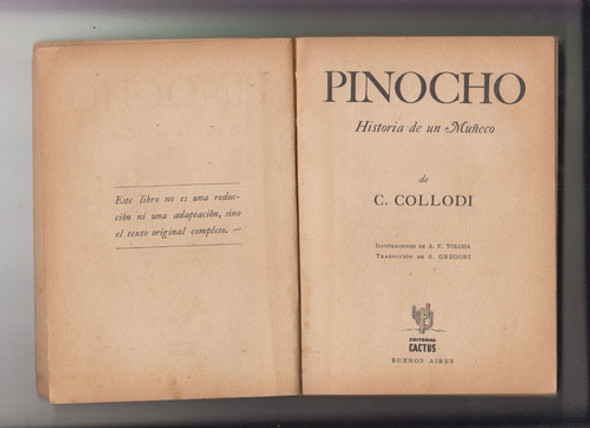 Este libro no es una reduc-
ción ni una adaptación, sino
el texto original completo. —
PINOCHO
Historia de un Muñeco
de
C. COLLODI
ILUSTRACIONES DE A. F. TOLOSA
TRADUCCIÓN DE A. GREGORI
EDITORIAL
CACTUS
BUENOS AIRES